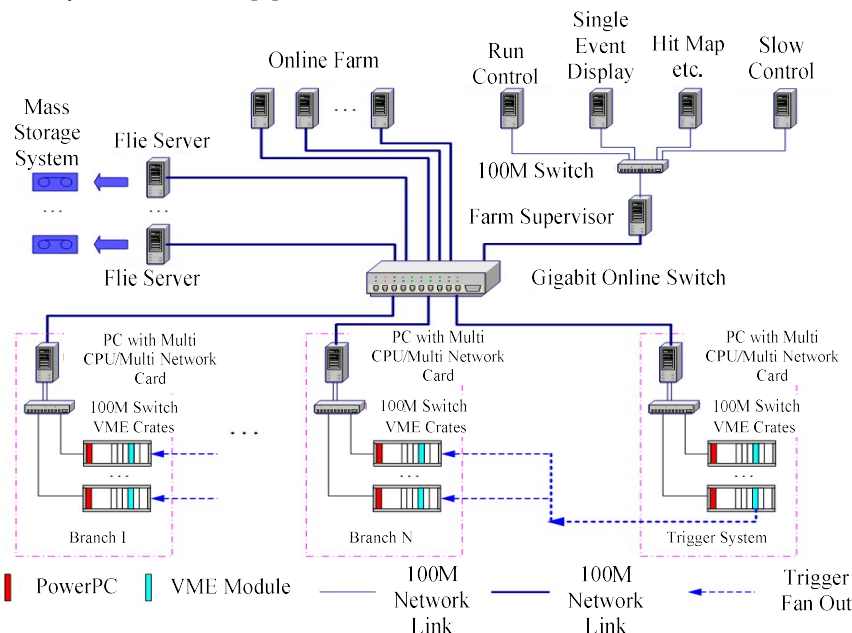 Online Farm
Run
Control
Single
Event
Display
Hit Map
etc.
Slow
Control
Mass
Storage
System
Flie Server
100M Switch
Farm Supervisor
Flie Server
Gigabit Online Switch
PC with Multi
CPU/Multi Network
Card
100M Switch
VME Crates
Branch 1
PC with Multi
CPU/Multi Network
Card
100M Switch
VME Crates
Branch N
PC with Multi
CPU/Multi Network
Card
100M Switch
VME Crates
Trigger System
PowerPC
VME Module
100M
Network
Link
100M
Network
Link
Trigger
Fan Out